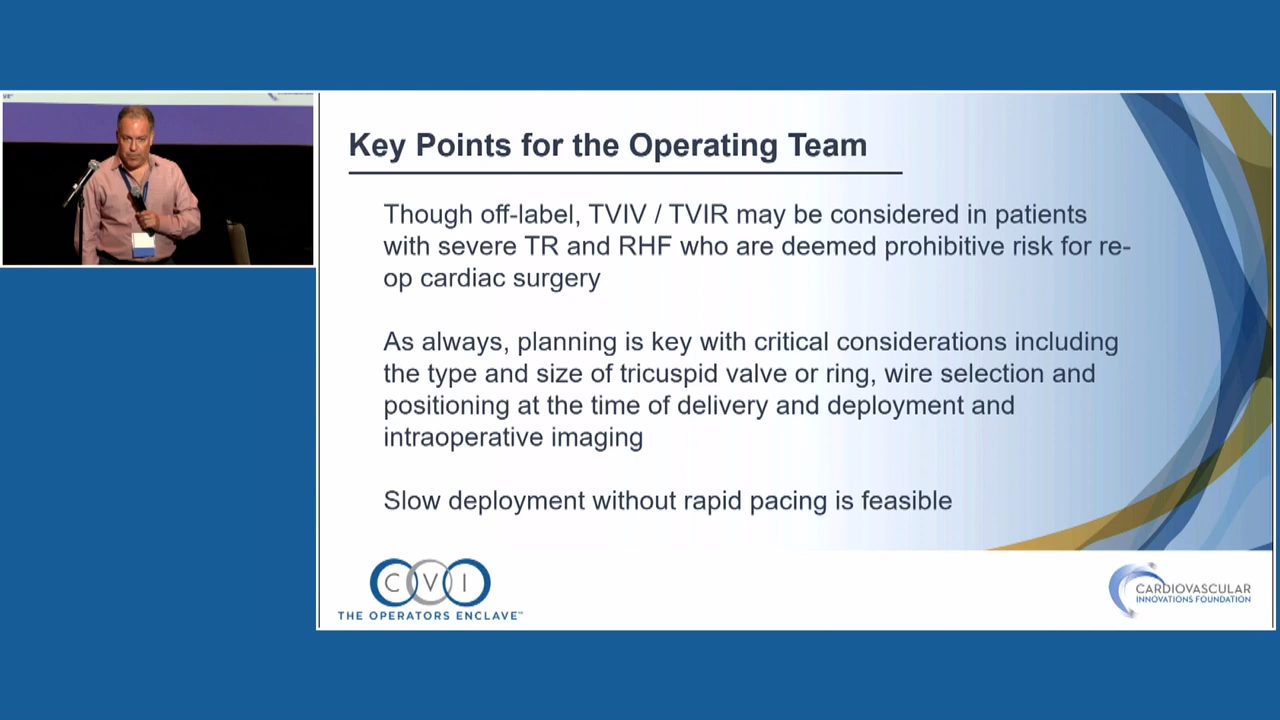 Key Points for the Operating Team
Though off-label, TVIV / TVIR may be considered in patients
with severe TR and RHF who are deemed prohibitive risk for re-
op cardiac surgery
As always, planning is key with critical considerations including
the type and size of tricuspid valve or ring, wire selection and
positioning at the time of delivery and deployment and
intraoperative imaging
Slow deployment without rapid pacing is feasible
CVI
THE OPERATORS ENCLAVE™
CARDIOVASCULAR
INNOVATIONS FOUNDATION